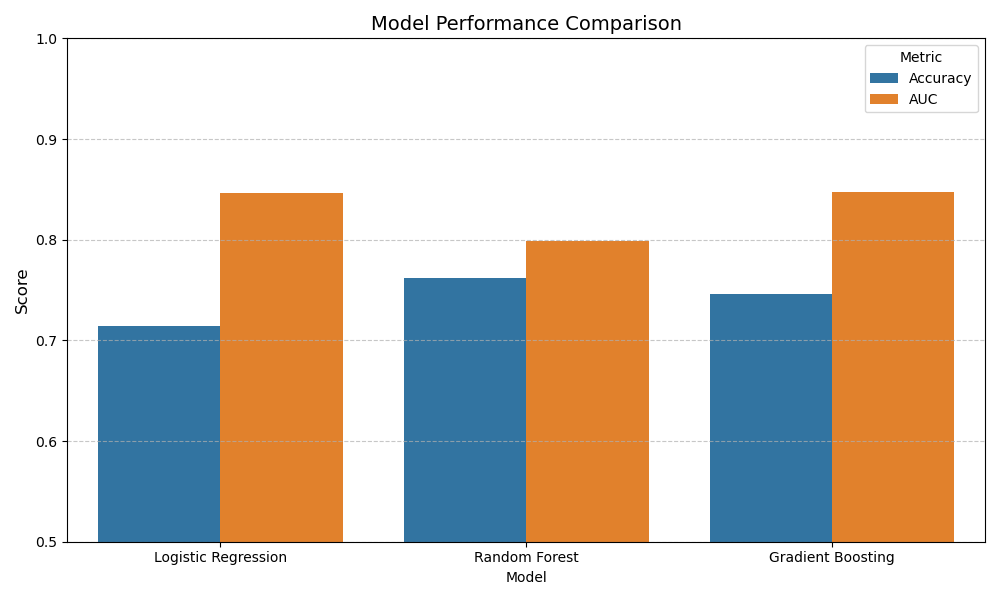 Model Performance Comparison
1.0
0.9
0.8
0.7
0.6
0.5
Score
Metric
Accuracy
AUC
Logistic Regression
Random Forest
Gradient Boosting
Model